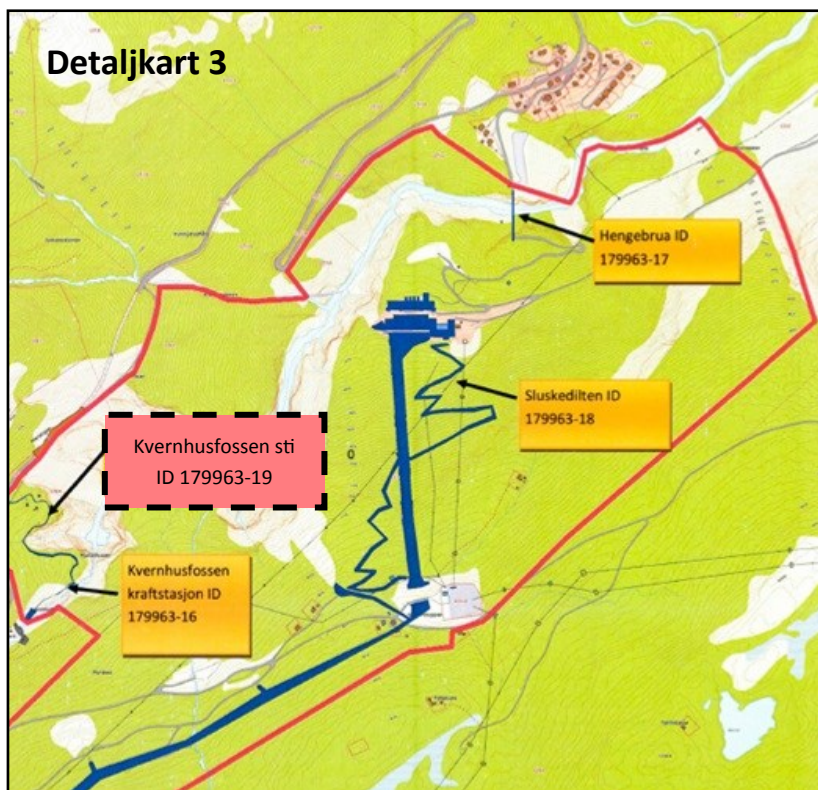 Detaljkart 3
Hengebrua ID
179963-17
Sluskedilten ID
179963-18
Kvernhusfossen sti
ID 179963-19
Kvernhusfossen
kraftstasjon ID
179963-16